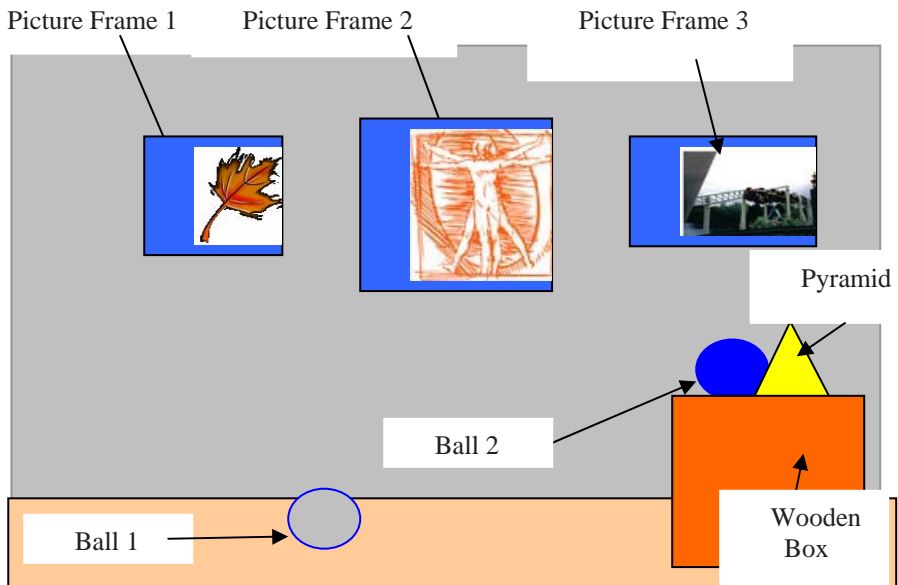 Picture Frame 1
Picture Frame 2
Picture Frame 3
Pyramid
Ball 2
Ball 1
Wooden
Box